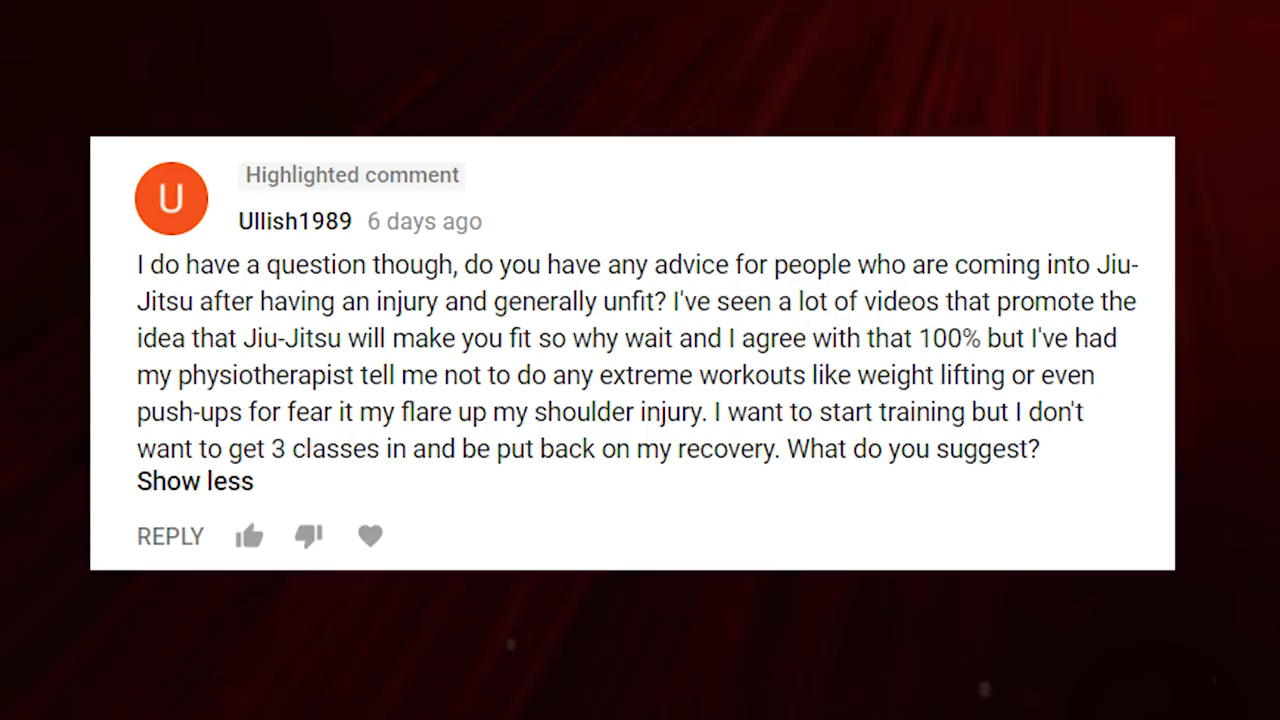 U
Highlighted comment
Ullish1989 6 days ago
I do have a question though, do you have any advice for people who are coming into Jiu-
Jitsu after having an injury and generally unfit? I've seen a lot of videos that promote the
idea that Jiu-Jitsu will make you fit so why wait and I agree with that 100% but I've had
my physiotherapist tell me not to do any extreme workouts like weight lifting or even
push-ups for fear it my flare up my shoulder injury. I want to start training but I don't
want to get 3 classes in and be put back on my recovery. What do you suggest?
Show less
REPLY